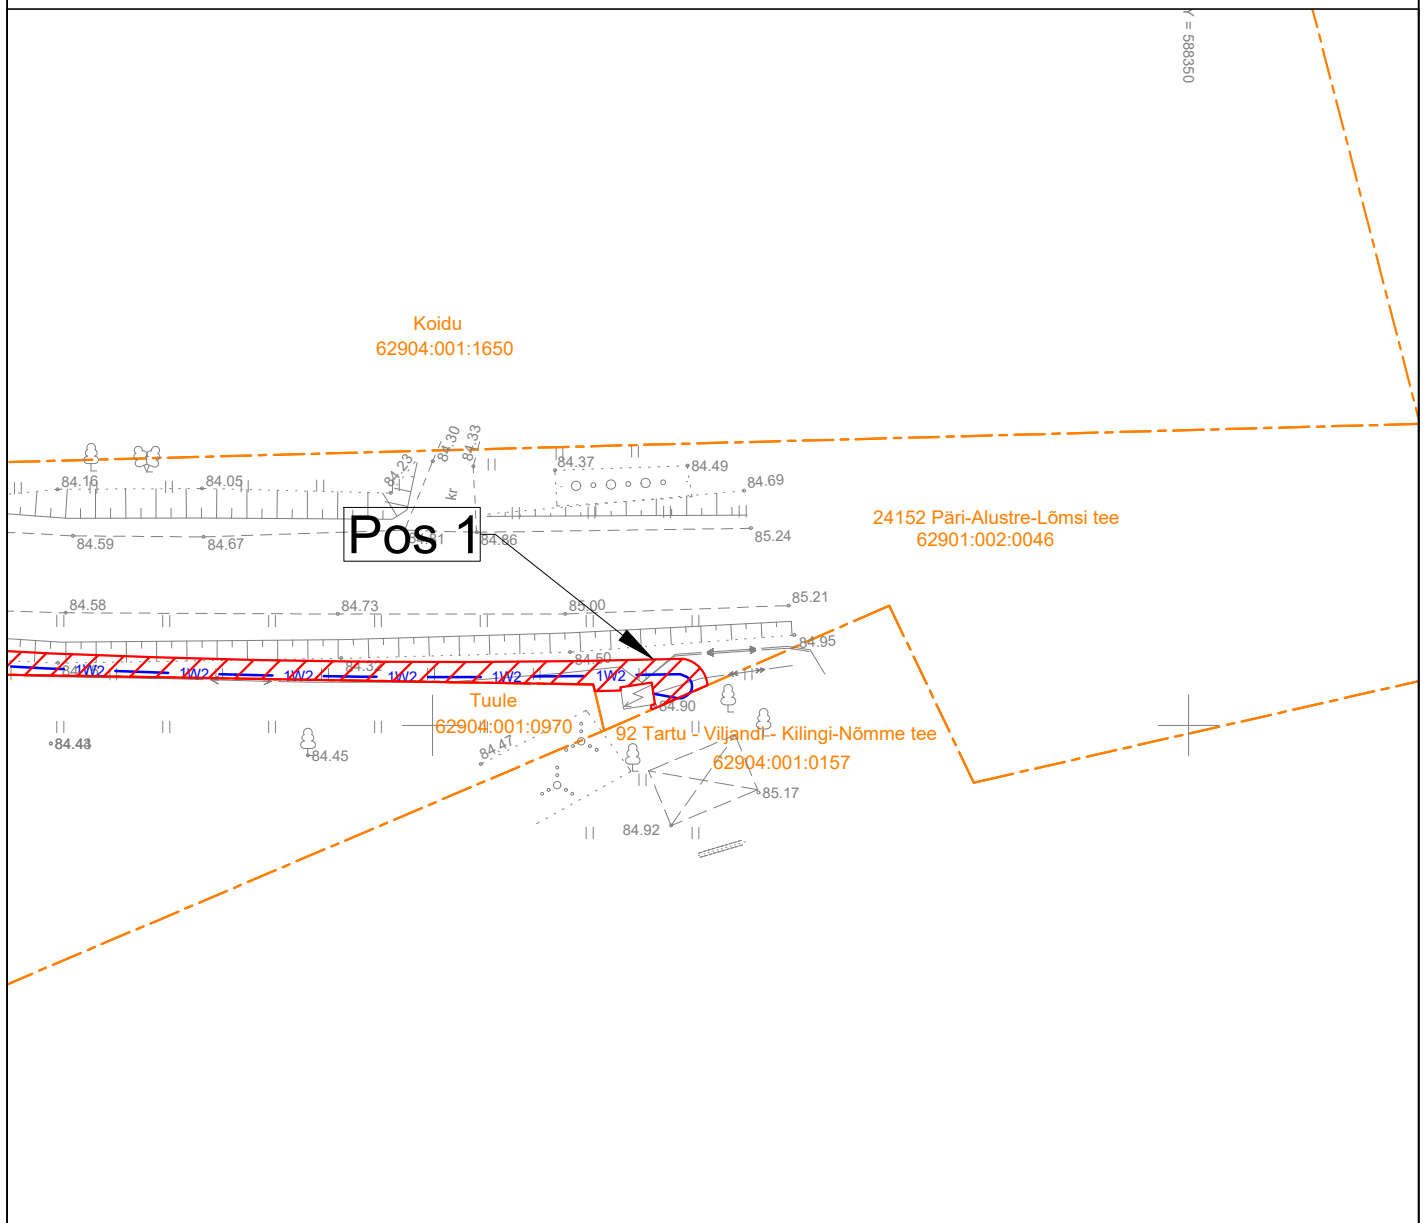 Y = 588350
Koidu
62904:001:1650
84.30
84.33
84.23
84.37
84.49
84.16
84.05
84.69
kr
24152 Päri-Alustre-Lõmsi tee
62901:002:0046
Pos 1
84.59
84.67
84.86
85.24
84.58
84.73
85.00
85.21
84.95
84.50
84.32
1W2
1W2
1W2
1W2
1W2
1W2
Tuule
62904:001:0970
84.90
92 Tartu - Viljandi - Kilingi-Nõmme tee
62904:001:0157
84.45
84.47
85.17
84.92